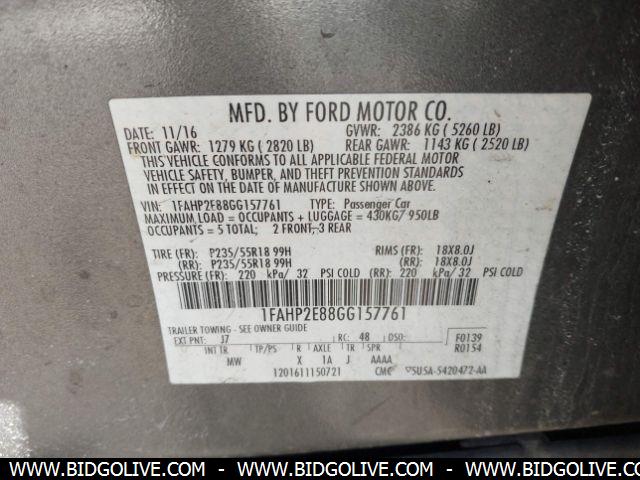 MFD. BY FORD MOTOR CO.
DATE: 11/16 GVWR: 2386 KG ( 5260 LB)
FRONT GAWR: 1279 KG ( 2820 LB) REAR GAWR: 1143 KG ( 2520 LB)
THIS VEHICLE CONFORMS TO ALL APPLICABLE FEDERAL MOTOR
VEHICLE SAFETY, BUMPER, AND THEFT PREVENTION STANDARDS
IN EFFECT ON THE DATE OF MANUFACTURE SHOWN ABOVE.
VIN: 1FAHP2E88GG157761 TYPE: Passenger Car
MAXIMUM LOAD = OCCUPANTS + LUGGAGE = 430KG/ 950LB
OCCUPANTS = 5 TOTAL; 2 FRONT, 3 REAR
TIRE (FR): P235/55R18 99H RIMS (FR): 18X8.0J
(RR): P235/55R18 99H (RR): 18X8.0J
PRESSURE (FR): 220 kPa/ 32 PSI COLD (RR): 220 kPa/ 32 PSI COLD
1FAHP2E88GG157761
TRAILER TOWING - SEE OWNER GUIDE
EXT PNT: J7 RC: 48 DSO: F0139
INT TR TP/PS R AXLE TR SPR R0154
MW X 1A J AAAA
1201611150721 CMC 5U5A-5420472-AA
WWW.BIDGOLIVE.COM - WWW.BIDGOLIVE.COM - WWW.BIDGOLIVE.COM